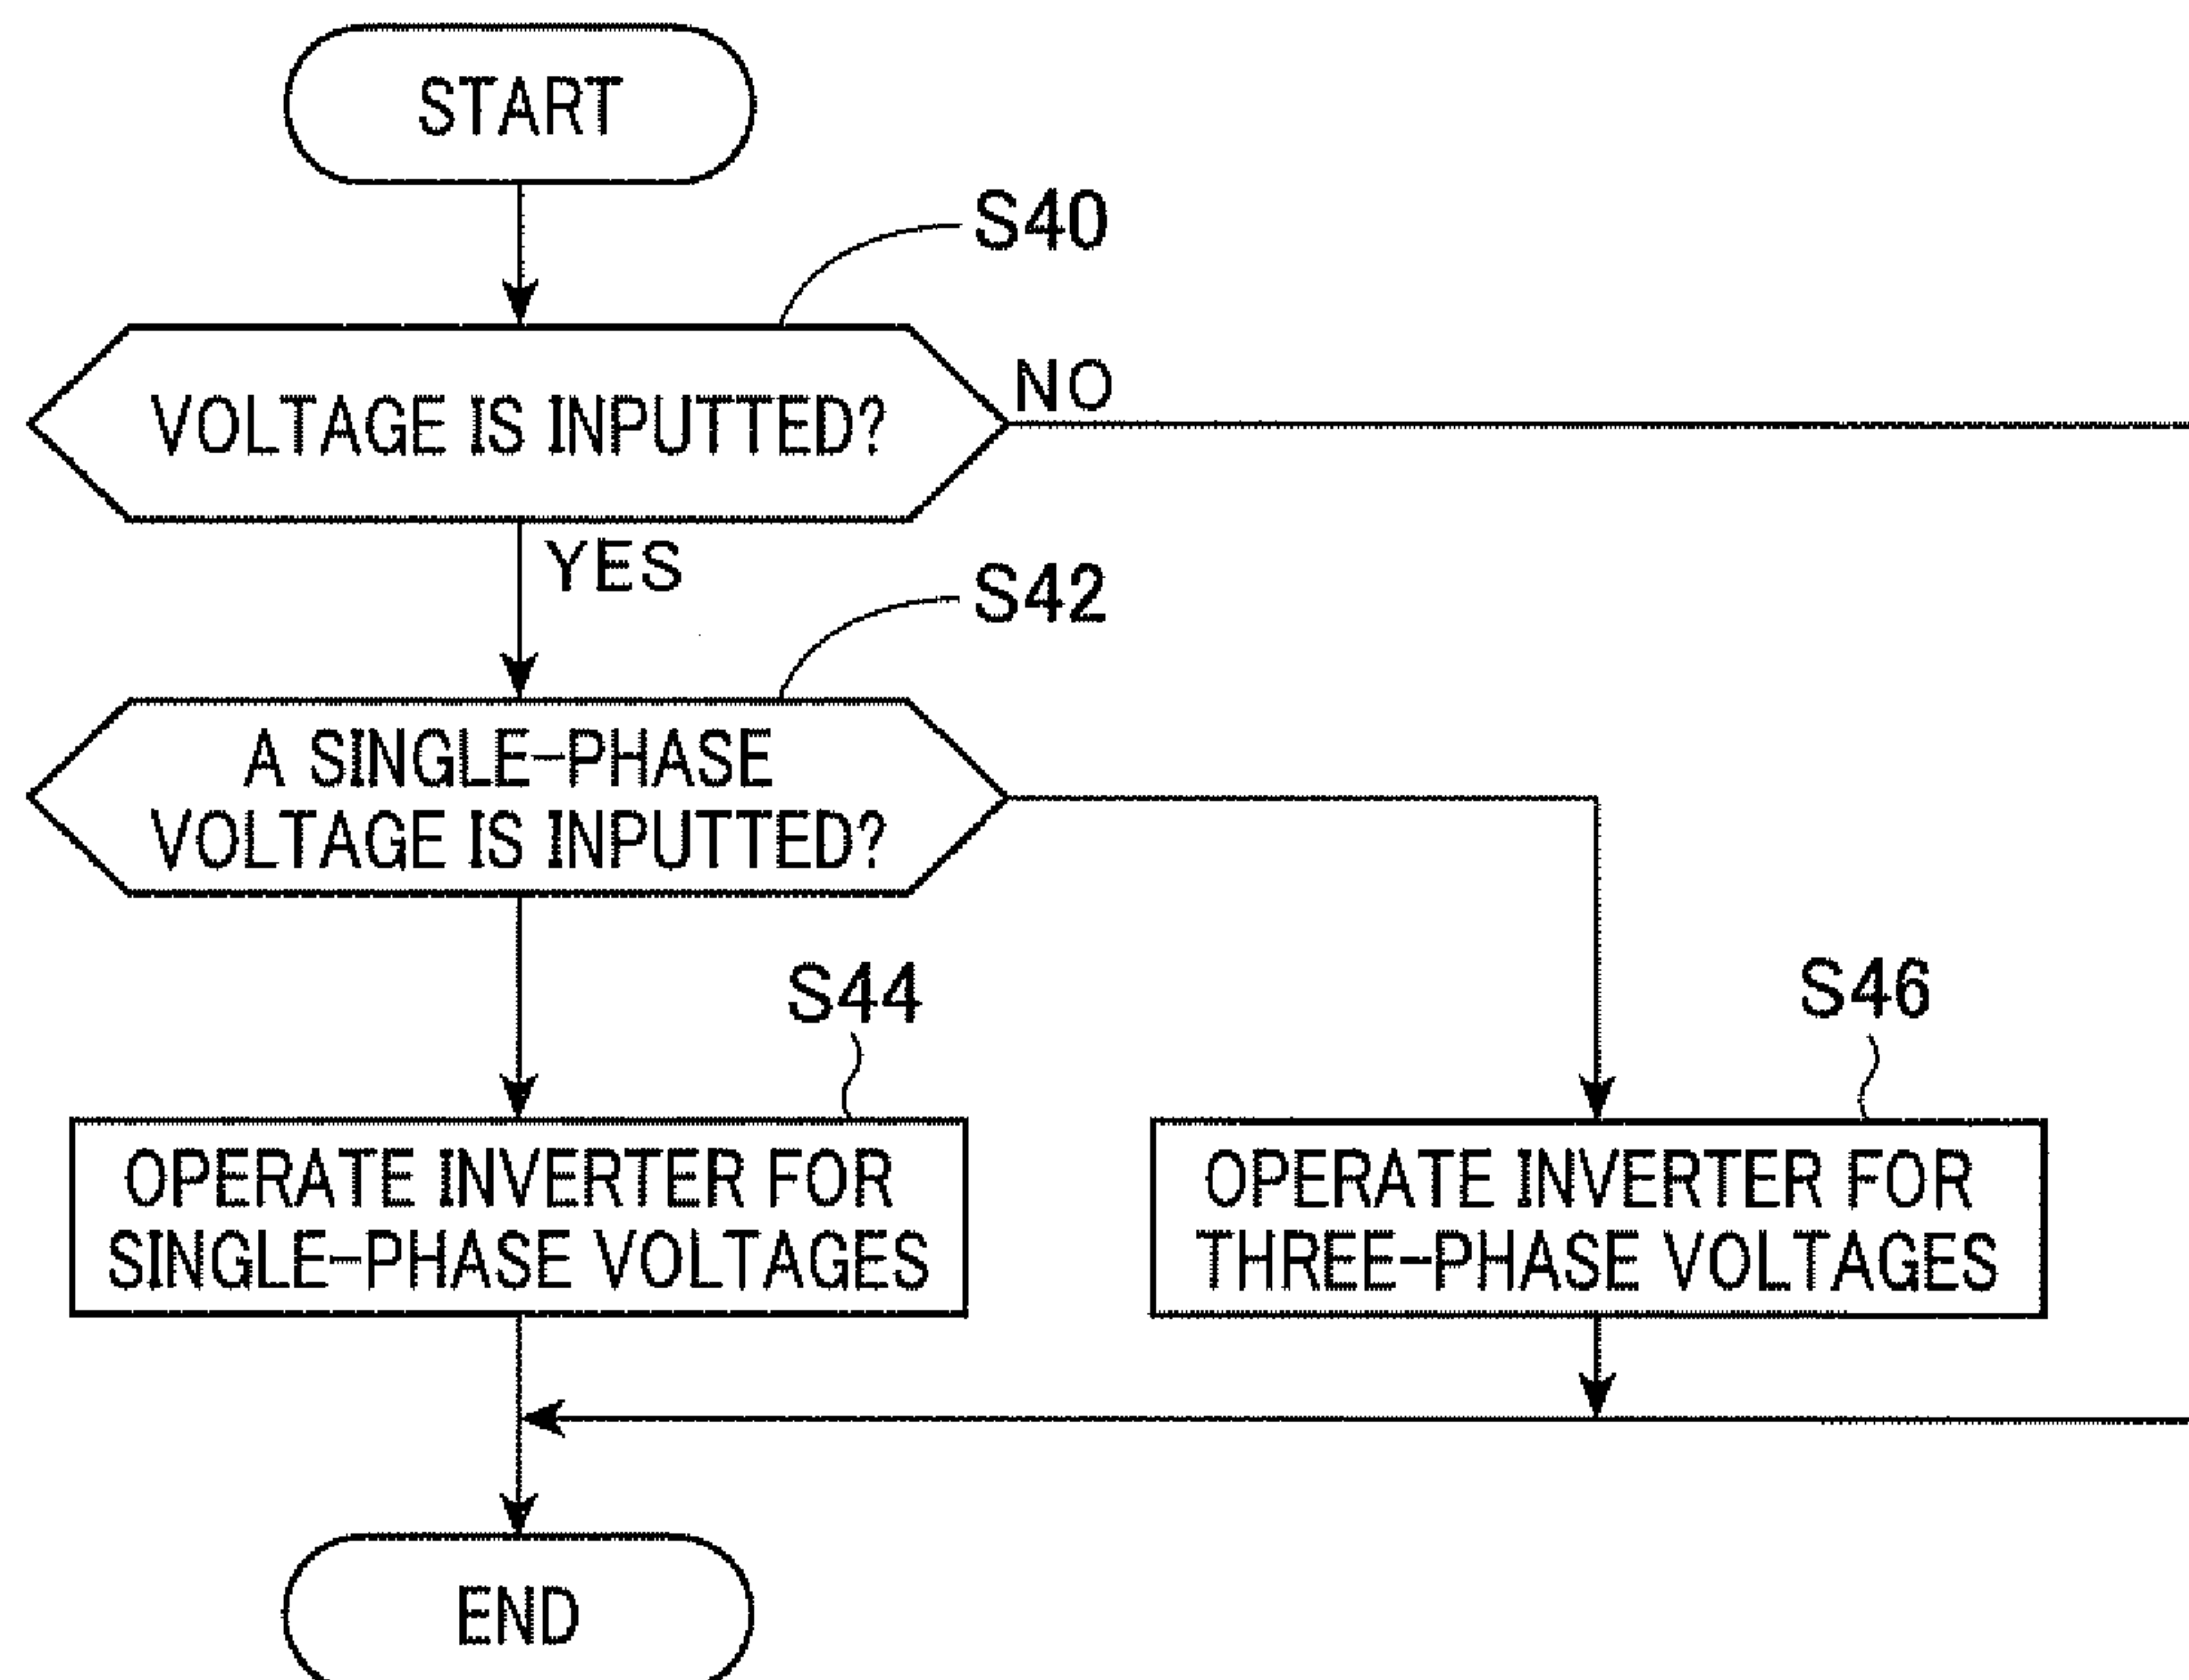 START
S40
VOLTAGE IS INPUTTED?
NO
YES
S42
A SINGLE-PHASE
VOLTAGE IS INPUTTED?
S44
S46
OPERATE INVERTER FOR
SINGLE-PHASE VOLTAGES
OPERATE INVERTER FOR
THREE-PHASE VOLTAGES
END